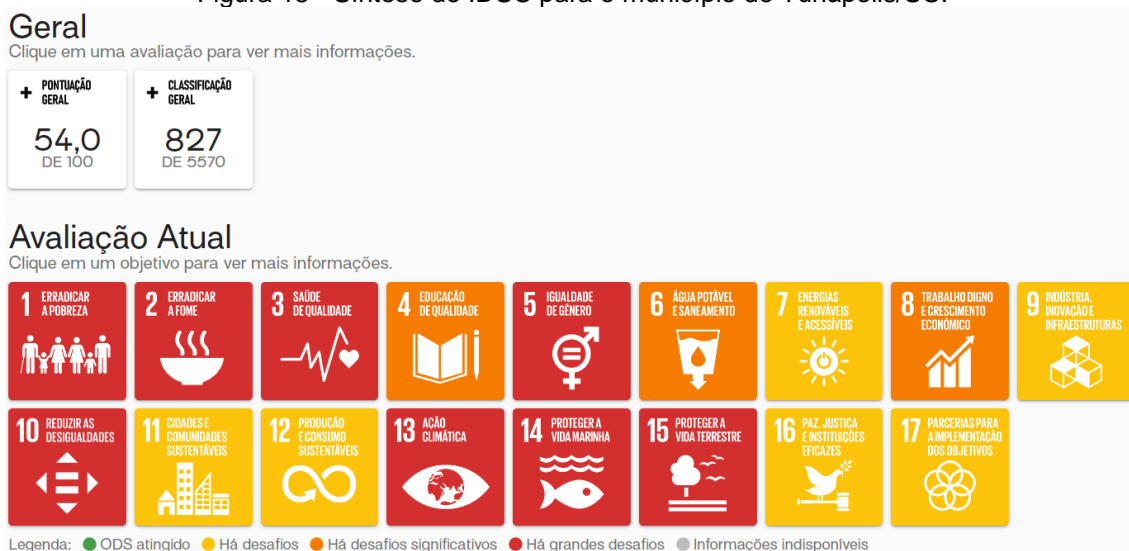 Geral
Clique em uma avaliação para ver mais informações.
+ PONTUAÇÃO
GERAL
54,0
DE 100
+ CLASSIFICAÇÃO
GERAL
827
DE 5570
Avaliação Atual
Clique em um objetivo para ver mais informações.
1 ERRADICAR
A POBREZA
2 ERRADICAR
A FOME
3 SAÚDE
DE QUALIDADE
4 EDUCAÇÃO
DE QUALIDADE
5 IGUALDADE
DE GÉNERO
6 ÁGUA POTÁVEL
E SANEAMENTO
7 ENERGIAS
RENOVÁVEIS
E ACESSÍVEIS
8 TRABALHO DIGNO
E CRESCIMENTO
ECONÓMICO
9 INDÚSTRIA,
INOVAÇÃO E
INFRAESTRUTURAS
10 REDUZIR AS
DESIGUALDADES
11 CIDADES E
COMUNIDADES
SUSTENTÁVEIS
12 PRODUÇÃO
E CONSUMO
SUSTENTÁVEIS
13 AÇÃO
CLIMÁTICA
14 PROTEGER A
VIDA MARINHA
15 PROTEGER A
VIDA TERRESTRE
16 PAZ, JUSTIÇA
E INSTITUIÇÕES
EFICAZES
17 PARCERIAS PARA
A IMPLEMENTAÇÃO
DOS OBJETIVOS
Legenda: ODS atingido Há desafios Há desafios significativos Há grandes desafios Informações indisponíveis